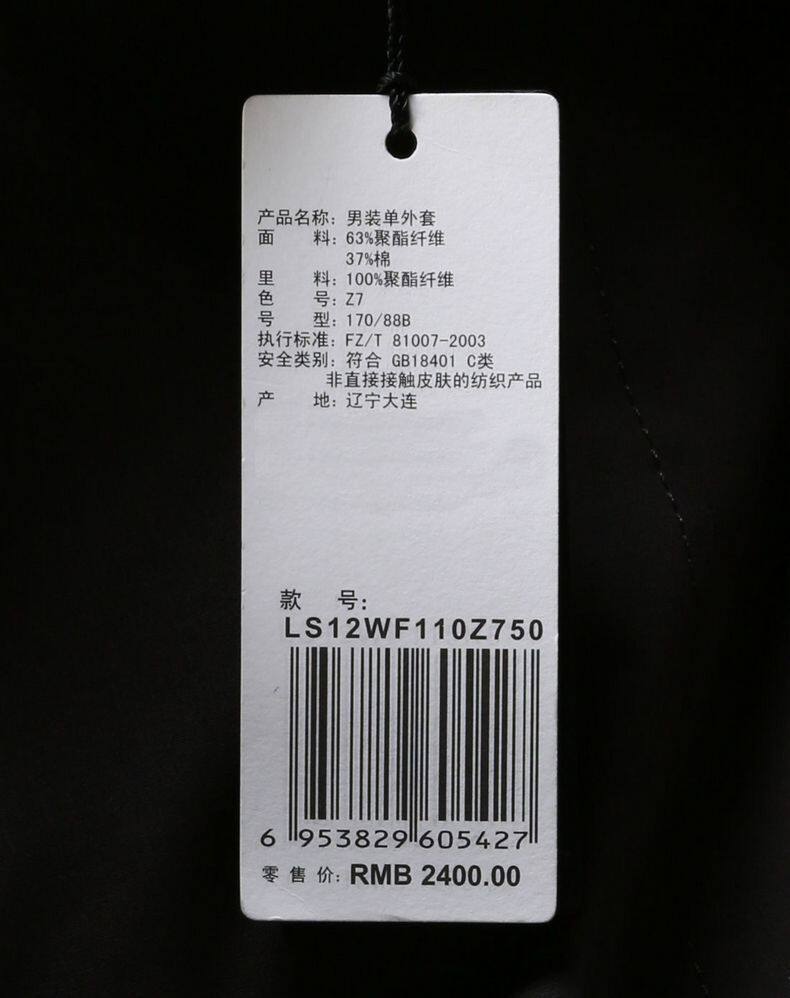 产品名称：男装单外套
面　　料：63%聚酯纤维
37%棉
里　　料：100%聚酯纤维
色　　号：Z7
号　　型：170/88B
执行标准：FZ/T 81007-2003
安全类别：符合 GB18401 C类
非直接接触皮肤的纺织产品
产　　地：辽宁大连
款　号：
LS12WF110Z750
6 953829 605427
零 售 价：RMB 2400.00